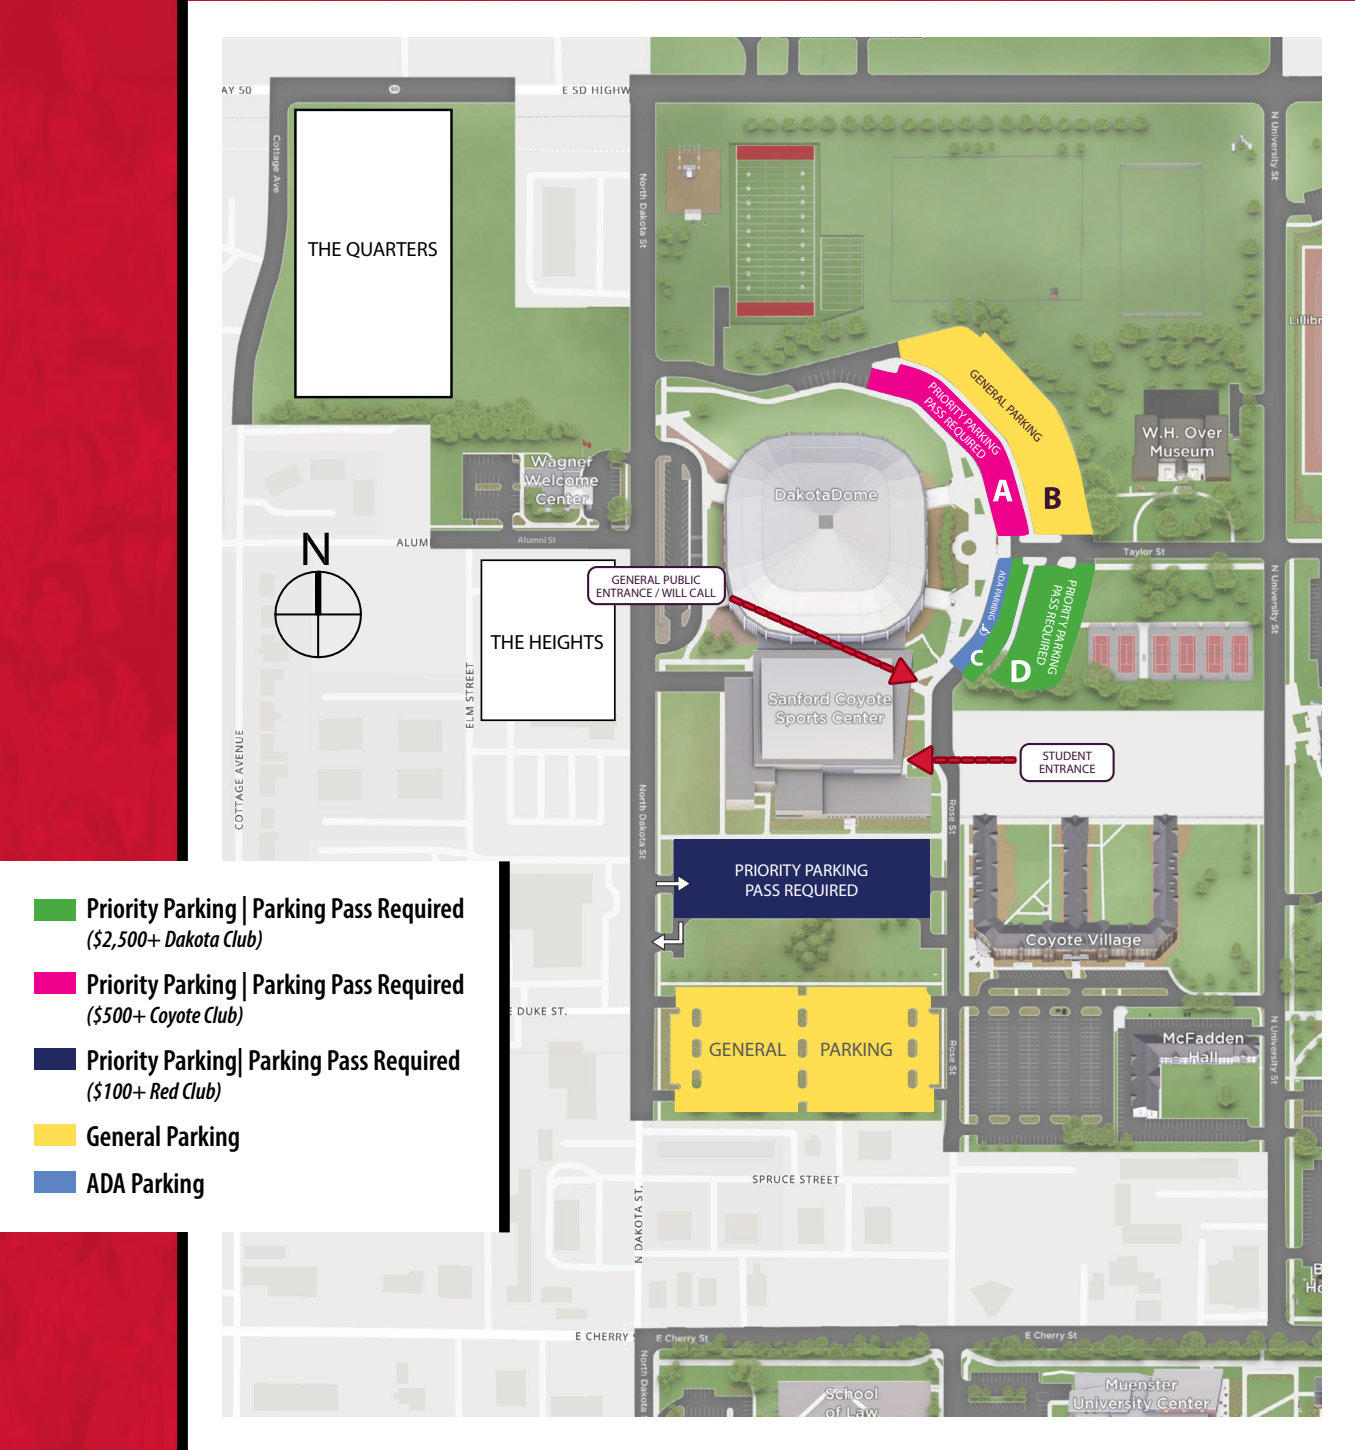 AY 50
50
E SD HIGHW
Cottage Ave
North Dakota St
N University St
THE QUARTERS
Lillibr
GENERAL PARKING
PRIORITY PARKING
PASS REQUIRED
A
B
W.H. Over
Museum
Wagner
Welcome
Center
DakotaDome
N
ALUM
Alumni St
Taylor St
GENERAL PUBLIC
ENTRANCE / WILL CALL
ADA PARKING
C
PRIORITY PARKING
PASS REQUIRED
D
N University St
THE HEIGHTS
ELM STREET
Sanford Coyote
Sports Center
COTTAGE AVENUE
STUDENT
ENTRANCE
North Dakota St
Rose St
PRIORITY PARKING
PASS REQUIRED
Coyote Village
Priority Parking | Parking Pass Required
($2,500+ Dakota Club)
Priority Parking | Parking Pass Required
($500+ Coyote Club)
Priority Parking| Parking Pass Required
($100+ Red Club)
General Parking
ADA Parking
E DUKE ST.
GENERAL PARKING
Rose St
McFadden
Hall
N University St
SPRUCE STREET
N DAKOTA ST.
B
Ho
E CHERRY
E Cherry St
E Cherry St
North Dakota
School
of Law
Muenster
University Center